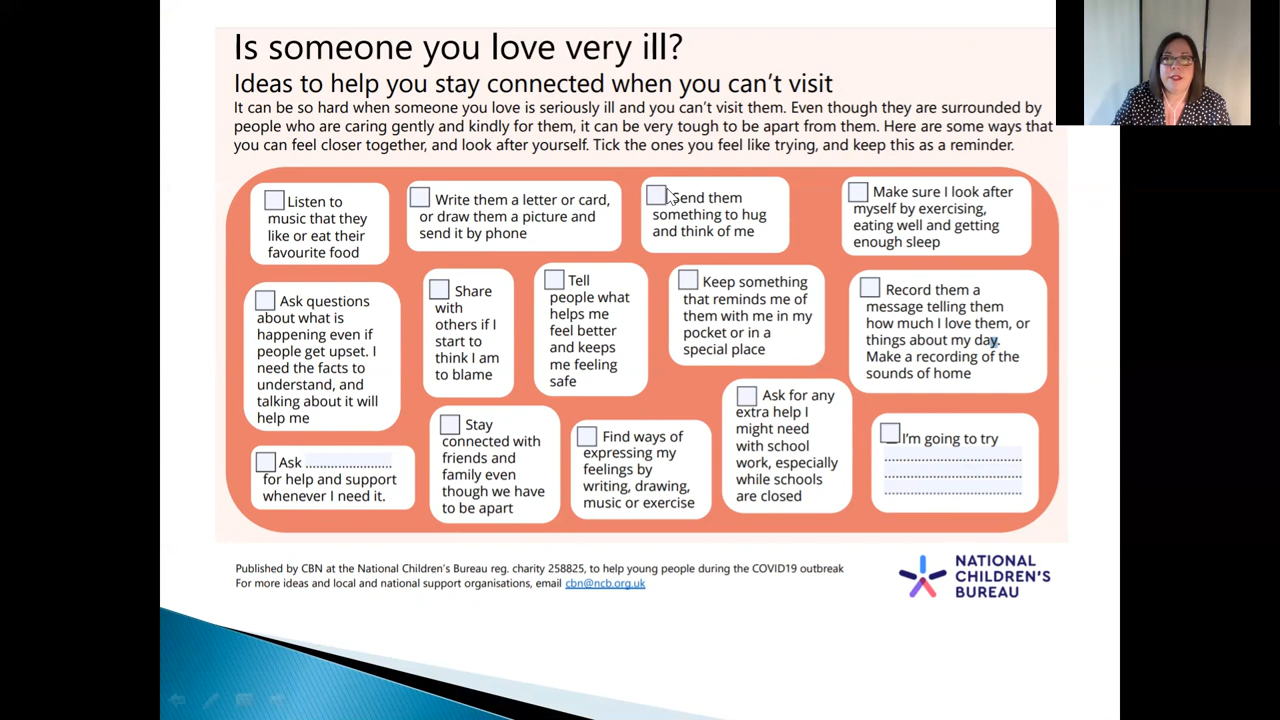 Is someone you love very ill?
Ideas to help you stay connected when you can't visit
It can be so hard when someone you love is seriously ill and you can't visit them. Even though they are surrounded by
people who are caring gently and kindly for them, it can be very tough to be apart from them. Here are some ways that
you can feel closer together, and look after yourself. Tick the ones you feel like trying, and keep this as a reminder.
Listen to
music that they
like or eat their
favourite food
Write them a letter or card,
or draw them a picture and
send it by phone
Send them
something to hug
and think of me
Make sure I look after
myself by exercising,
eating well and getting
enough sleep
Ask questions
about what is
happening even if
people get upset. I
need the facts to
understand, and
talking about it will
help me
Share
with
others if I
start to
think I am
to blame
Tell
people what
helps me
feel better
and keeps
me feeling
safe
Keep something
that reminds me of
them with me in my
pocket or in a
special place
Record them a
message telling them
how much I love them, or
things about my day.
Make a recording of the
sounds of home
Ask ........................
for help and support
whenever I need it.
Stay
connected with
friends and
family even
though we have
to be apart
Find ways of
expressing my
feelings by
writing, drawing,
music or exercise
Ask for any
extra help I
might need
with school
work, especially
while schools
are closed
I'm going to try
......................................
......................................
......................................
Published by CBN at the National Children's Bureau reg. charity 258825, to help young people during the COVID19 outbreak
For more ideas and local and national support organisations, email cbn@ncb.org.uk
NATIONAL
CHILDREN'S
BUREAU